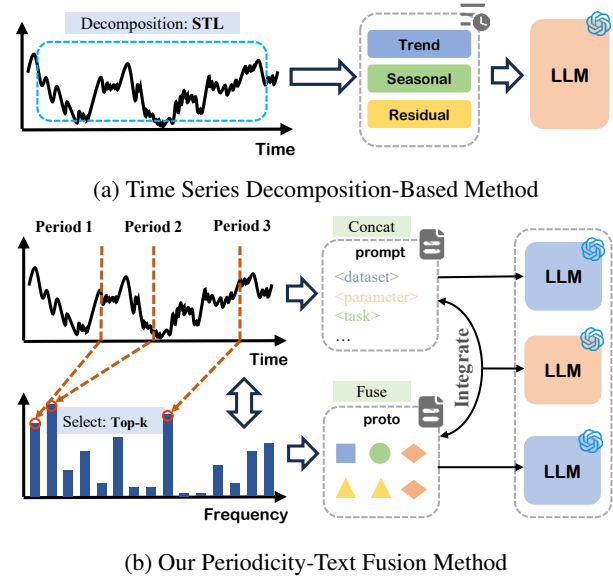 Decomposition: STL
Trend
Seasonal
Residual
LLM
Time
(a) Time Series Decomposition-Based Method
Period 1 Period 2 Period 3
Concat
prompt
<dataset>
<parameter>
<task>
...
LLM
Time
Integrate
LLM
Select: Top-k
Fuse
proto
LLM
Frequency
(b) Our Periodicity-Text Fusion Method